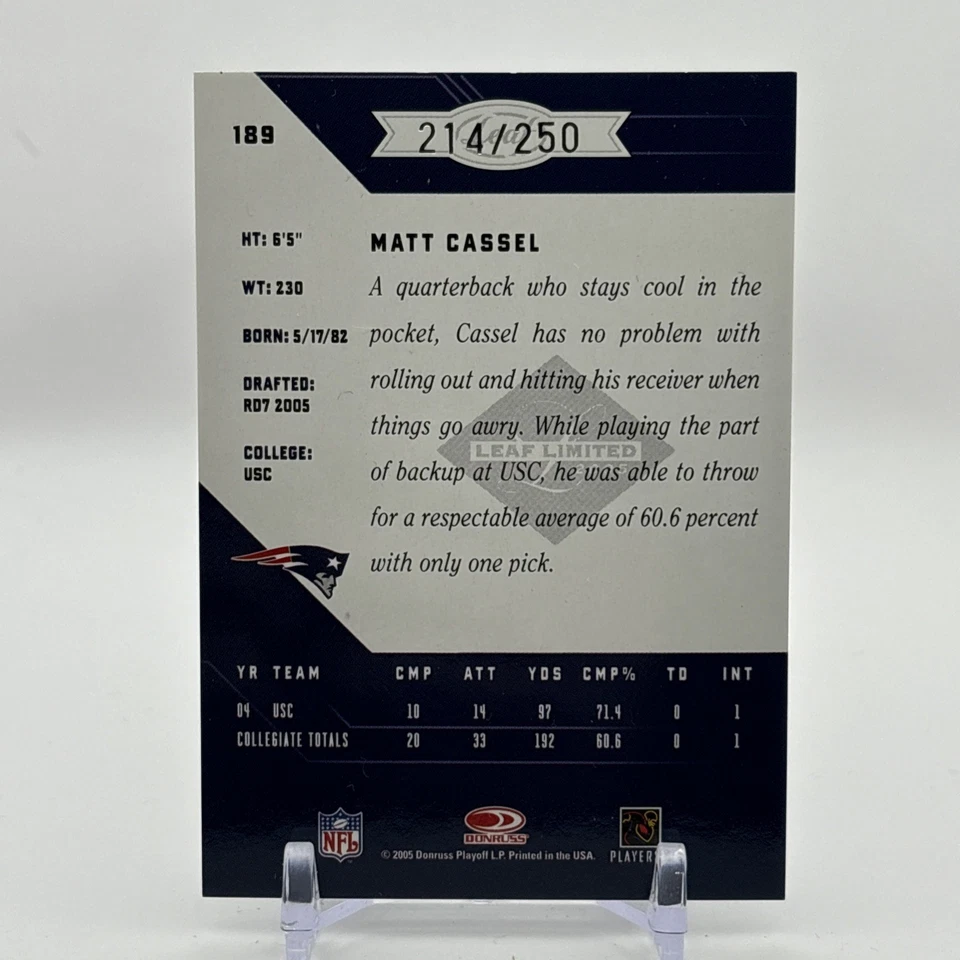 189
214/250
HT: 6'5"
WT: 230
BORN: 5/17/82
DRAFTED:
RD7 2005
COLLEGE:
USC
MATT CASSEL
A quarterback who stays cool in the
pocket, Cassel has no problem with
rolling out and hitting his receiver when
things go awry. While playing the part
of backup at USC, he was able to throw
for a respectable average of 60.6 percent
with only one pick.
LEAF LIMITED
YR TEAM CMP ATT YDS CMP% TD INT
04 USC 10 14 97 71.4 0 1
COLLEGIATE TOTALS 20 33 192 60.6 0 1
NFL
DONRUSS
© 2005 Donruss Playoff L.P. Printed in the USA.
PLAYERS